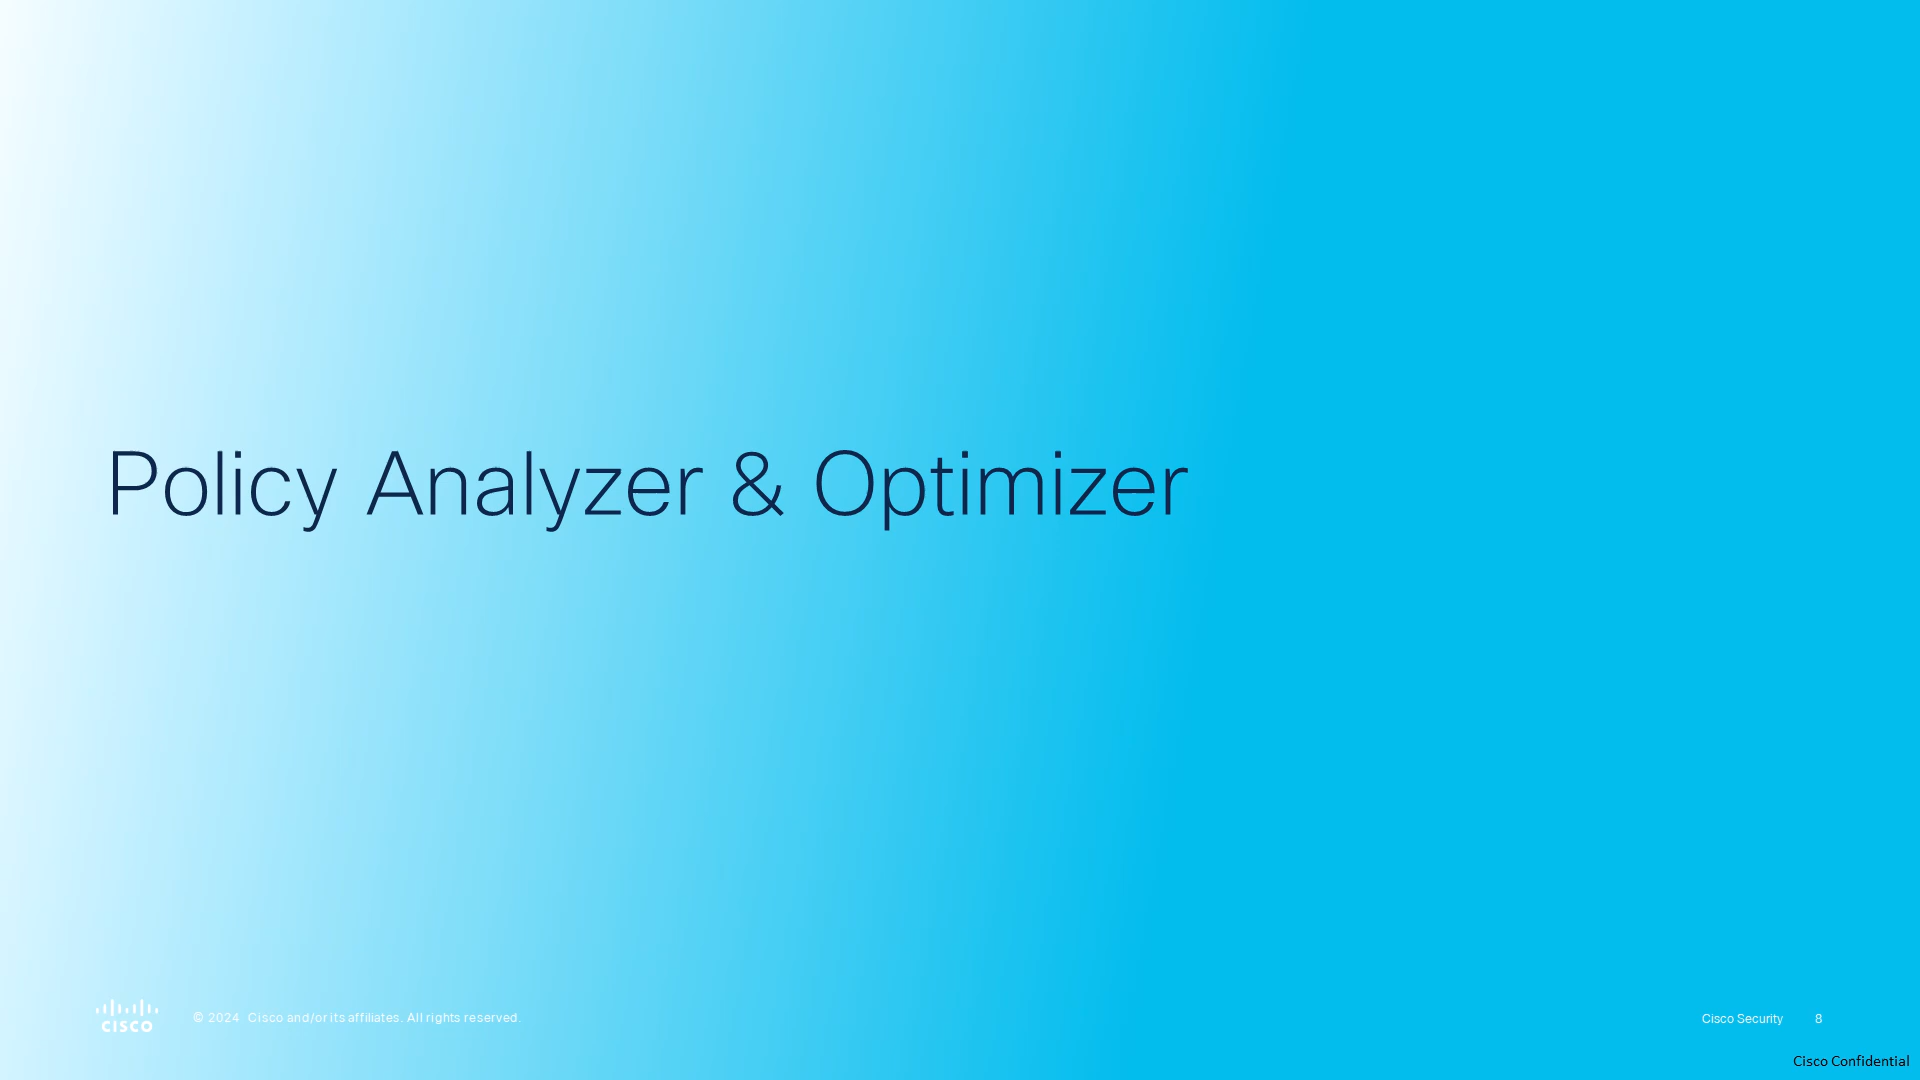 Policy Analyzer & Optimizer
CISCO
© 2024 Cisco and/or its affiliates. All rights reserved.
Cisco Security
8
Cisco Confidential